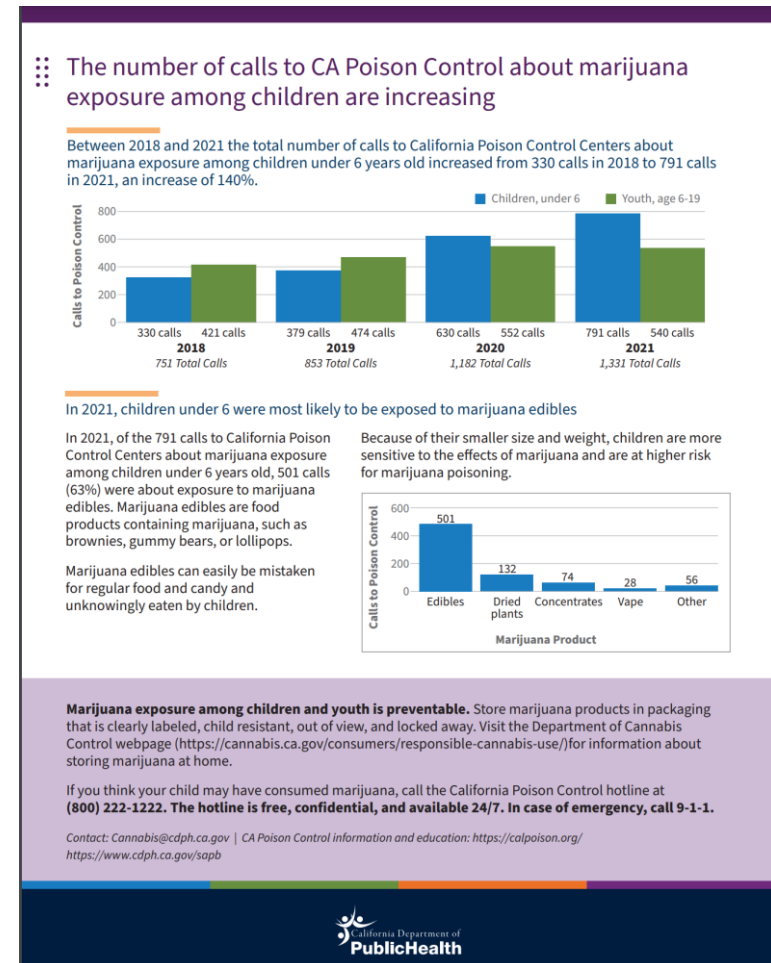 The number of calls to CA Poison Control about marijuana
exposure among children are increasing
Between 2018 and 2021 the total number of calls to California Poison Control Centers about
marijuana exposure among children under 6 years old increased from 330 calls in 2018 to 791 calls
in 2021, an increase of 140%.
Children, under 6 Youth, age 6-19
Calls to Poison Control
800
600
400
200
0
330 calls 421 calls 379 calls 474 calls 630 calls 552 calls 791 calls 540 calls
2018 2019 2020 2021
751 Total Calls 853 Total Calls 1,182 Total Calls 1,331 Total Calls
In 2021, children under 6 were most likely to be exposed to marijuana edibles
In 2021, of the 791 calls to California Poison
Control Centers about marijuana exposure
among children under 6 years old, 501 calls
(63%) were about exposure to marijuana
edibles. Marijuana edibles are food
products containing marijuana, such as
brownies, gummy bears, or lollipops.
Marijuana edibles can easily be mistaken
for regular food and candy and
unknowingly eaten by children.
Because of their smaller size and weight, children are more
sensitive to the effects of marijuana and are at higher risk
for marijuana poisoning.
Calls to Poison Control
600
400
200
0
501 132 74 28 56
Edibles Dried Concentrates Vape Other
plants
Marijuana Product
Marijuana exposure among children and youth is preventable. Store marijuana products in packaging
that is clearly labeled, child resistant, out of view, and locked away. Visit the Department of Cannabis
Control webpage (https://cannabis.ca.gov/consumers/responsible-cannabis-use/)for information about
storing marijuana at home.
If you think your child may have consumed marijuana, call the California Poison Control hotline at
(800) 222-1222. The hotline is free, confidential, and available 24/7. In case of emergency, call 9-1-1.
Contact: Cannabis@cdph.ca.gov | CA Poison Control information and education: https://calpoison.org/
https://www.cdph.ca.gov/sapb
California Department of
PublicHealth